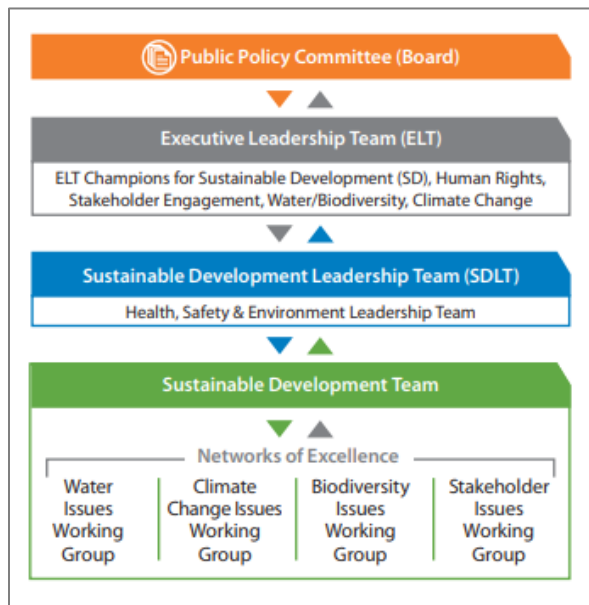 Public Policy Committee (Board)
Executive Leadership Team (ELT)
ELT Champions for Sustainable Development (SD), Human Rights,
Stakeholder Engagement, Water/Biodiversity, Climate Change
Sustainable Development Leadership Team (SDLT)
Health, Safety & Environment Leadership Team
Sustainable Development Team
Networks of Excellence
Water
Issues
Working
Group
Climate
Change Issues
Working
Group
Biodiversity
Issues
Working
Group
Stakeholder
Issues
Working
Group